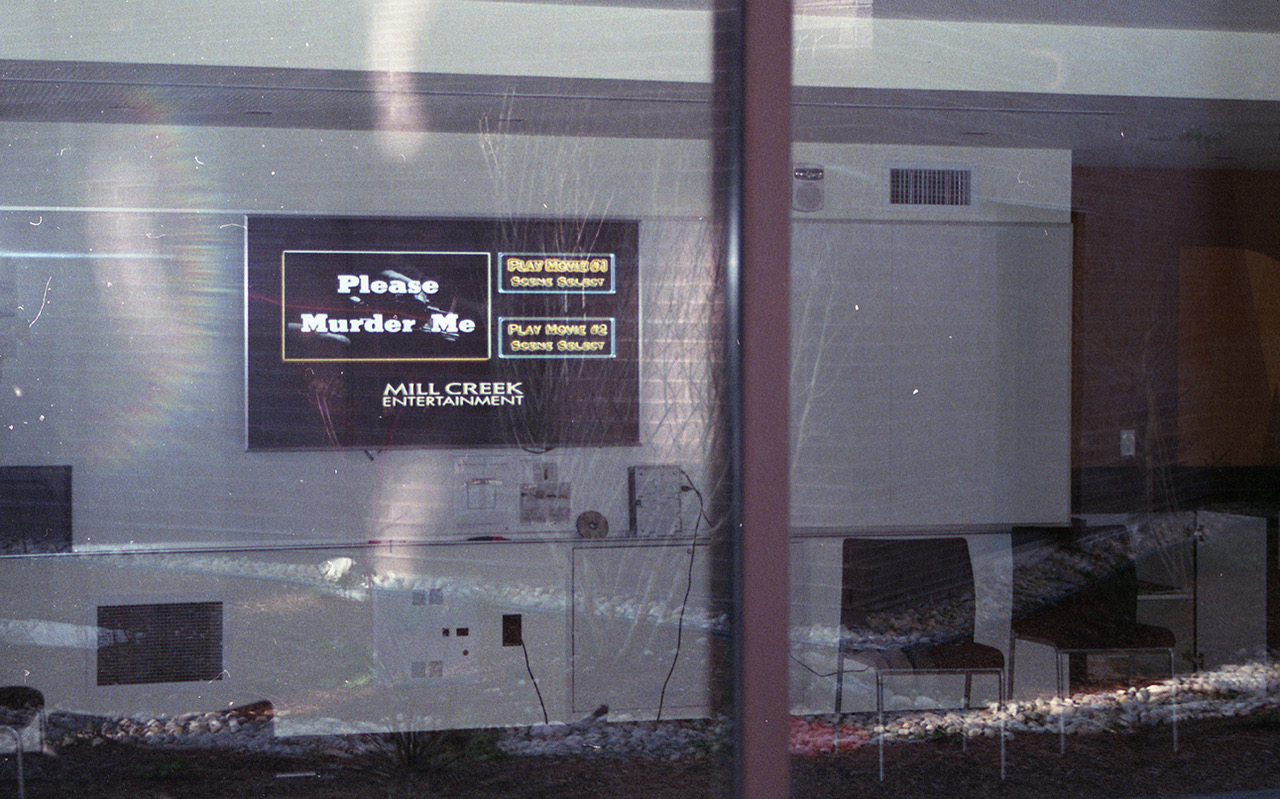 Please
Murder Me
PLAY MOVIE #1
SCENE SELECT
PLAY MOVIE #2
SCENE SELECT
MILL CREEK
ENTERTAINMENT